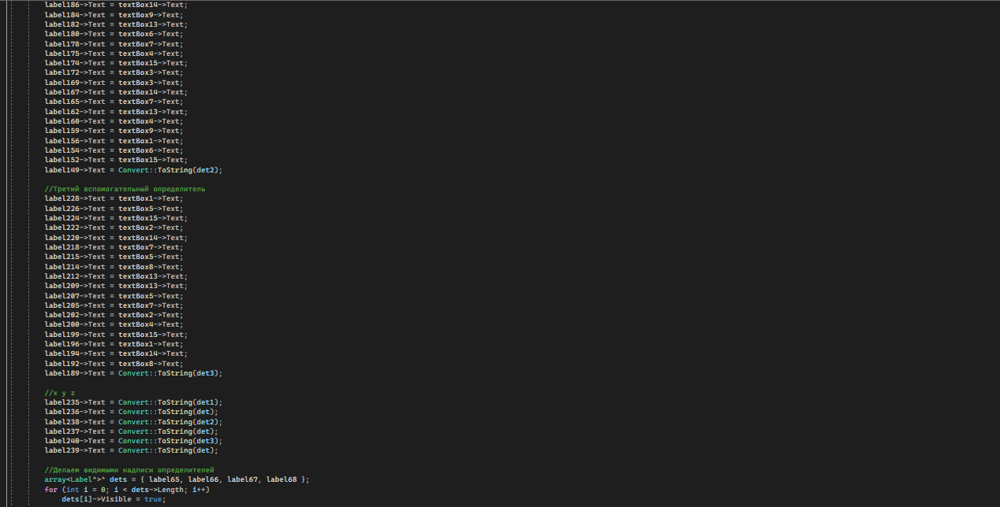 label186->Text = textBox14->Text;
label184->Text = textBox9->Text;
label182->Text = textBox13->Text;
label180->Text = textBox6->Text;
label178->Text = textBox7->Text;
label175->Text = textBox4->Text;
label174->Text = textBox15->Text;
label172->Text = textBox3->Text;
label169->Text = textBox3->Text;
label167->Text = textBox14->Text;
label165->Text = textBox7->Text;
label162->Text = textBox13->Text;
label160->Text = textBox4->Text;
label159->Text = textBox9->Text;
label156->Text = textBox1->Text;
label154->Text = textBox6->Text;
label152->Text = textBox15->Text;
label149->Text = Convert::ToString(det2);
//Третий вспомогательный определитель
label228->Text = textBox1->Text;
label226->Text = textBox5->Text;
label224->Text = textBox15->Text;
label222->Text = textBox2->Text;
label220->Text = textBox14->Text;
label218->Text = textBox7->Text;
label215->Text = textBox5->Text;
label214->Text = textBox8->Text;
label212->Text = textBox13->Text;
label209->Text = textBox13->Text;
label207->Text = textBox5->Text;
label205->Text = textBox7->Text;
label202->Text = textBox2->Text;
label200->Text = textBox4->Text;
label199->Text = textBox15->Text;
label196->Text = textBox1->Text;
label194->Text = textBox14->Text;
label192->Text = textBox8->Text;
label189->Text = Convert::ToString(det3);
//x y z
label235->Text = Convert::ToString(det1);
label236->Text = Convert::ToString(det);
label238->Text = Convert::ToString(det2);
label237->Text = Convert::ToString(det);
label240->Text = Convert::ToString(det3);
label239->Text = Convert::ToString(det);
//Делаем видимыми надписи определителей
array<Label^>^ dets = { label65, label66, label67, label68 };
for (int i = 0; i < dets->Length; i++)
dets[i]->Visible = true;